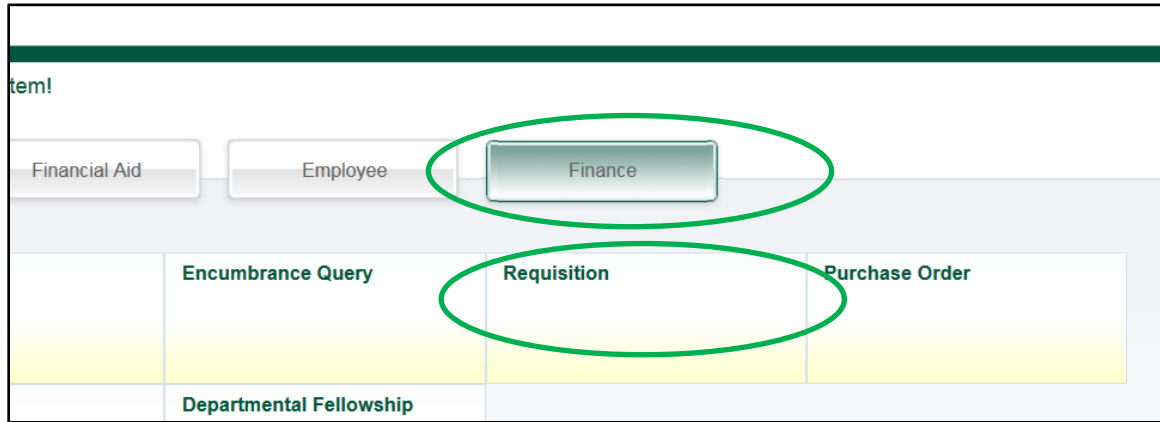 tem!
Financial Aid Employee Finance
Encumbrance Query Requisition Purchase Order
Departmental Fellowship